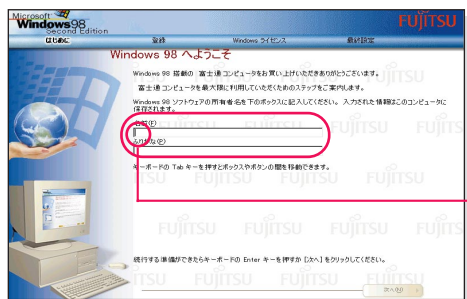 Microsoft
Windows98
Second Edition
FUJITSU
はじめに 登録 Windows ライセンス 最終設定
Windows 98 へようこそ
Windows 98 搭載の 富士通 コンピュータをお買い上げいただきありがとうございます。
富士通 コンピュータを最大限に利用していただくためのステップをご案内します。
Windows 98 ソフトウェアの所有者名を下のボックスに記入してください。 入力された情報はこのコンピュータに
保存されます。
名前(F)
ふりがな(P)
キーボードの Tab キーを押すとボックスやボタンの間を移動できます。
続行する準備ができたらキーボードの Enter キーを押すか [次へ] をクリックしてください。
次へ(N)